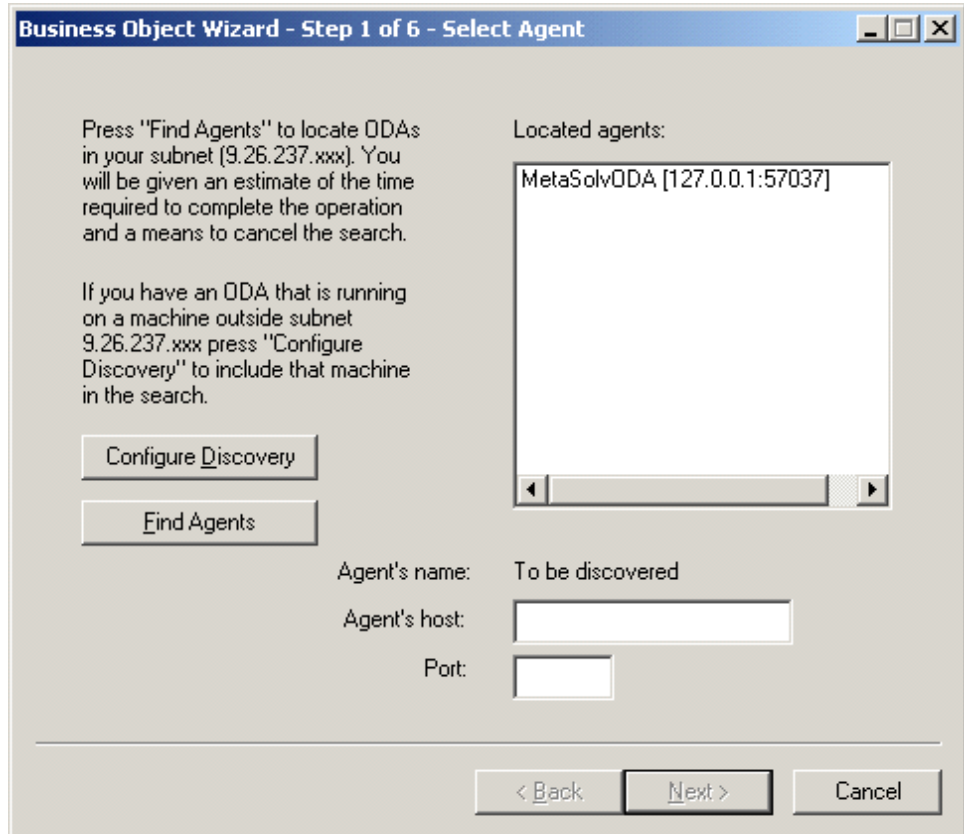 Business Object Wizard - Step 1 of 6 - Select Agent
Press "Find Agents" to locate ODAs
in your subnet (9.26.237.xxx). You
will be given an estimate of the time
required to complete the operation
and a means to cancel the search.
If you have an ODA that is running
on a machine outside subnet
9.26.237.xxx press "Configure
Discovery" to include that machine
in the search.
Configure Discovery
Find Agents
Located agents:
MetaSolvODA [127.0.0.1:57037]
Agent's name: To be discovered
Agent's host:
Port:
< Back Next > Cancel